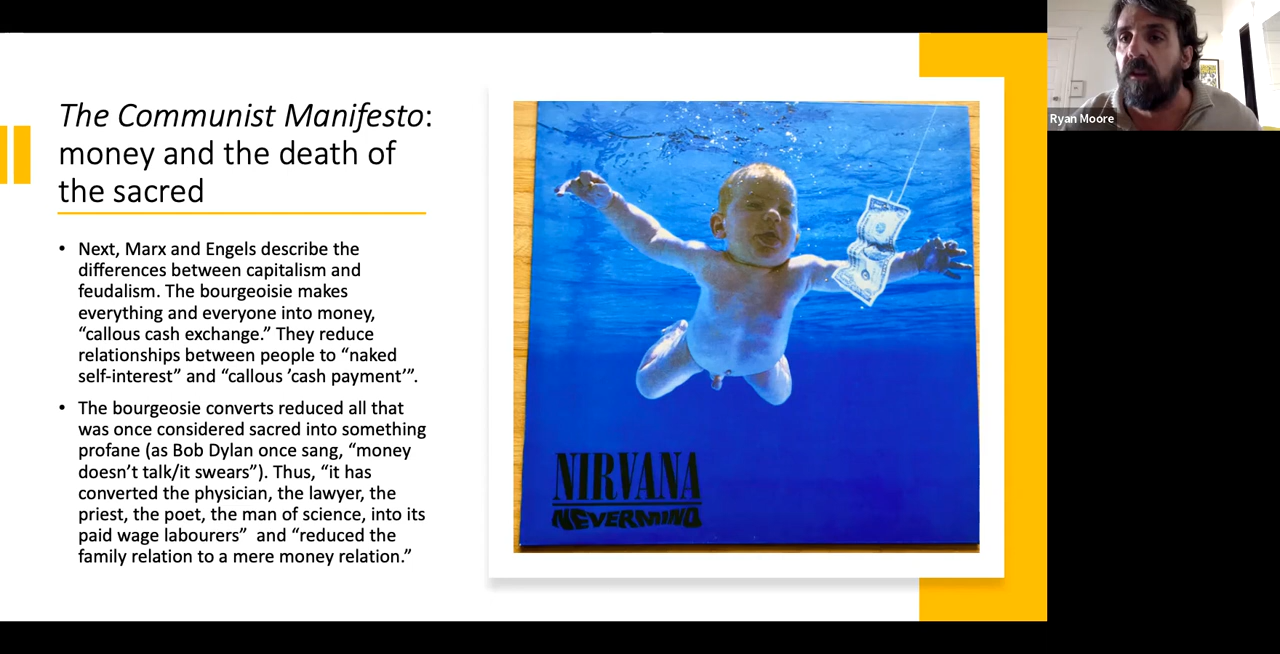 The Communist Manifesto:
money and the death of
the sacred
• Next, Marx and Engels describe the
differences between capitalism and
feudalism. The bourgeoisie makes
everything and everyone into money,
“callous cash exchange.” They reduce
relationships between people to “naked
self-interest” and “callous ’cash payment’”.
• The bourgeosie converts reduced all that
was once considered sacred into something
profane (as Bob Dylan once sang, “money
doesn’t talk/it swears”). Thus, “it has
converted the physician, the lawyer, the
priest, the poet, the man of science, into its
paid wage labourers” and “reduced the
family relation to a mere money relation.”
NIRVANA
NEVERMIND
Ryan Moore